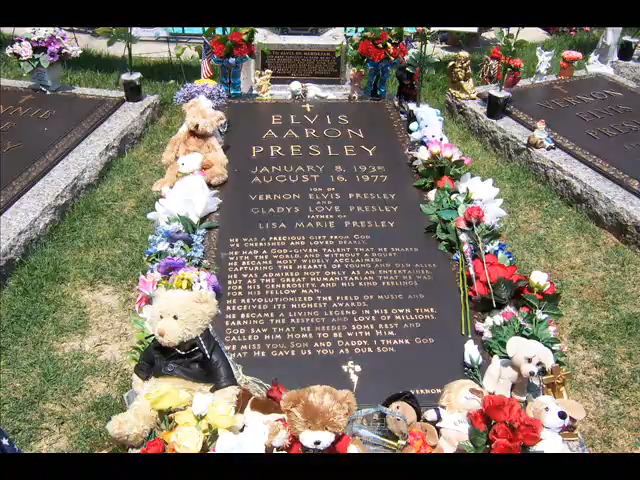 ELVIS
AARON
PRESLEY
JANUARY 8, 1935
AUGUST 16, 1977
SON OF
VERNON ELVIS PRESLEY
AND
GLADYS LOVE PRESLEY
FATHER OF
LISA MARIE PRESLEY
HE WAS A PRECIOUS GIFT FROM GOD
WE CHERISHED AND LOVED DEARLY.
HE HAD A GOD-GIVEN TALENT THAT HE SHARED
WITH THE WORLD. AND WITHOUT A DOUBT
HE BECAME MOST WIDELY ACCLAIMED,
CAPTURING THE HEARTS OF YOUNG AND OLD ALIKE
HE WAS ADMIRED NOT ONLY AS AN ENTERTAINER,
BUT AS THE GREAT HUMANITARIAN THAT HE WAS
FOR HIS GENEROSITY, AND HIS KIND FEELINGS
FOR HIS FELLOW MAN.
HE REVOLUTIONIZED THE FIELD OF MUSIC AND
RECEIVED ITS HIGHEST AWARDS.
HE BECAME A LIVING LEGEND IN HIS OWN TIME,
EARNING THE RESPECT AND LOVE OF MILLIONS.
GOD SAW THAT HE NEEDED SOME REST AND
CALLED HIM HOME TO BE WITH HIM.
WE MISS YOU, SON AND DADDY. I THANK GOD
THAT HE GAVE US YOU AS OUR SON.
VERNON
VERNON
ELVIS